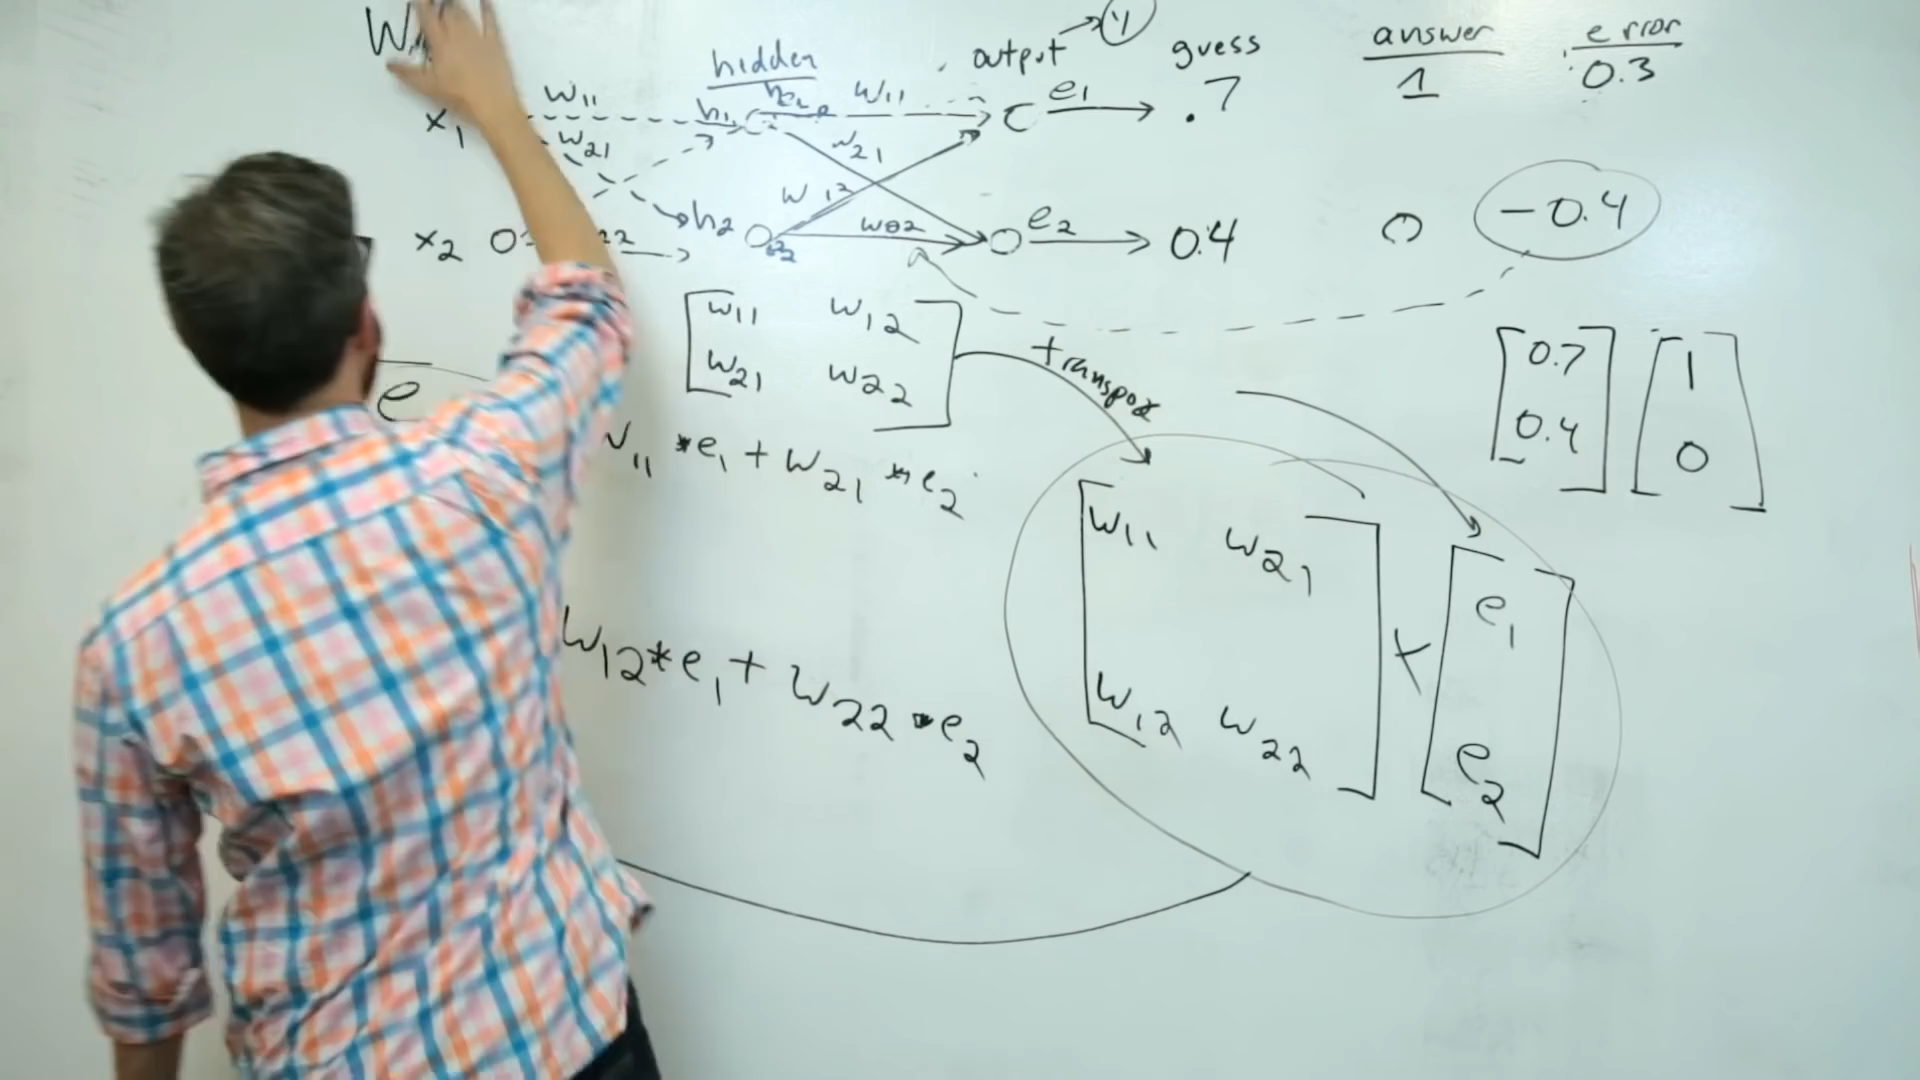 W
hidden
output → y
guess
answer
error
x1 w11 h1 w11 e1 .7 1 0.3
w21 w21
w12
x2 h2 w22 e2 0.4 0 -0.4
w11 w12
w21 w22
transpose
0.7 1
0.4 0
e
w11 * e1 + w21 * e2
w11 w21
w12 w22
e1
e2
w12 * e1 + w22 * e2